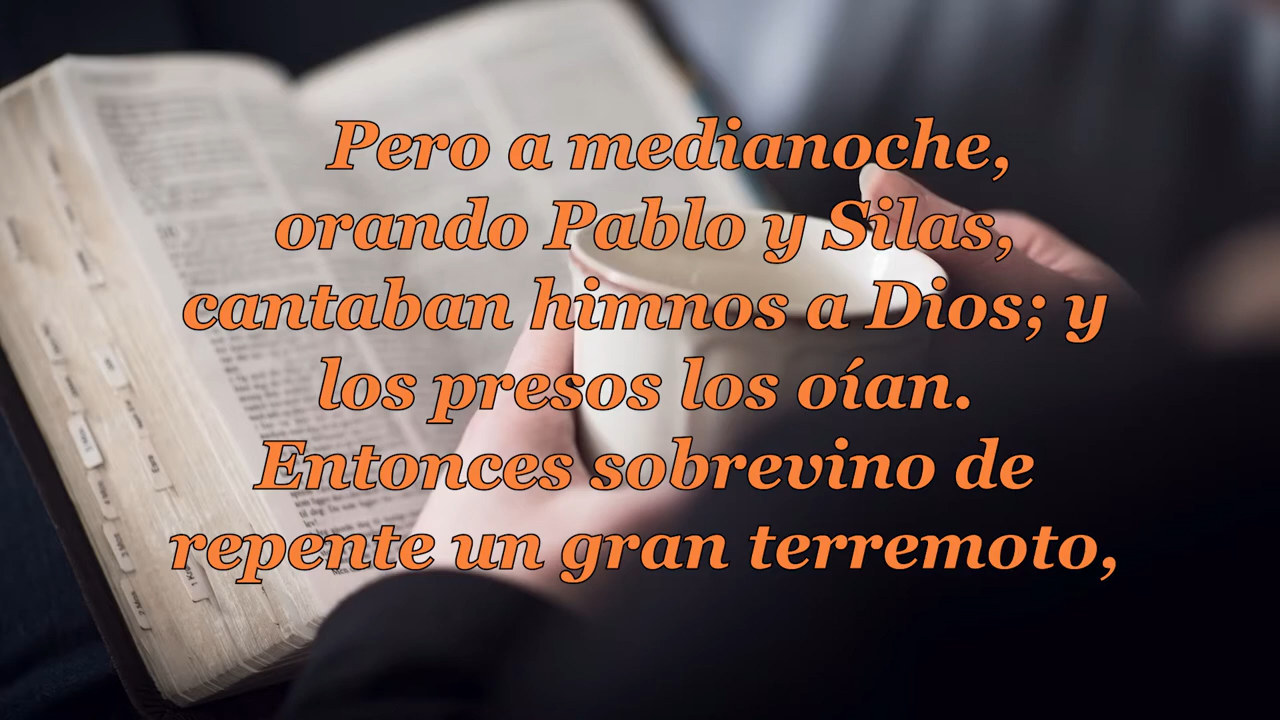 Pero a medianoche,
orando Pablo y Silas,
cantaban himnos a Dios; y
los presos los oían.
Entonces sobrevino de
repente un gran terremoto,